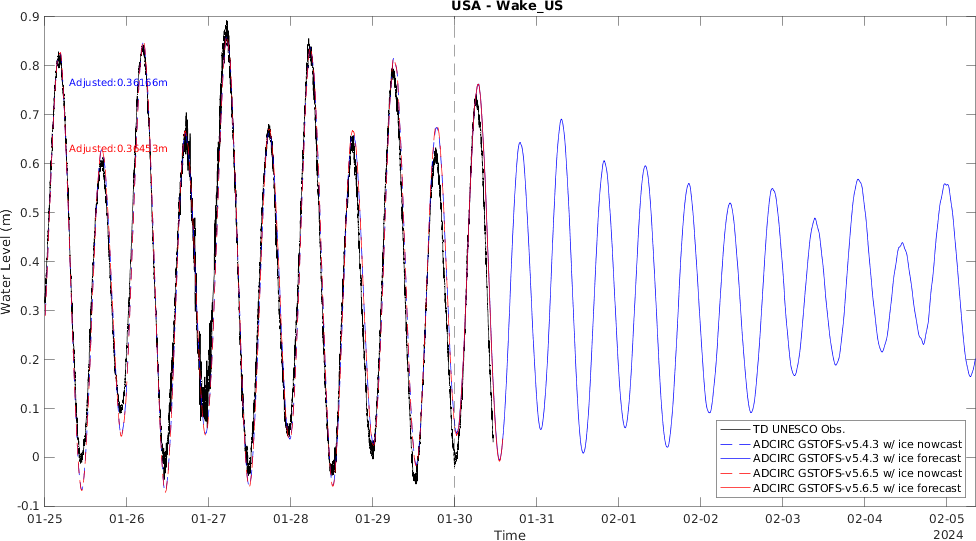 USA - Wake_US
0.9
0.8
0.7
0.6
0.5
0.4
0.3
0.2
0.1
0
-0.1
Water Level (m)
Adjusted:0.36166m
Adjusted:0.36453m
TD UNESCO Obs.
ADCIRC GSTOFS-v5.4.3 w/ ice nowcast
ADCIRC GSTOFS-v5.4.3 w/ ice forecast
ADCIRC GSTOFS-v5.6.5 w/ ice nowcast
ADCIRC GSTOFS-v5.6.5 w/ ice forecast
01-25 01-26 01-27 01-28 01-29 01-30 01-31 02-01 02-02 02-03 02-04 02-05
Time 2024